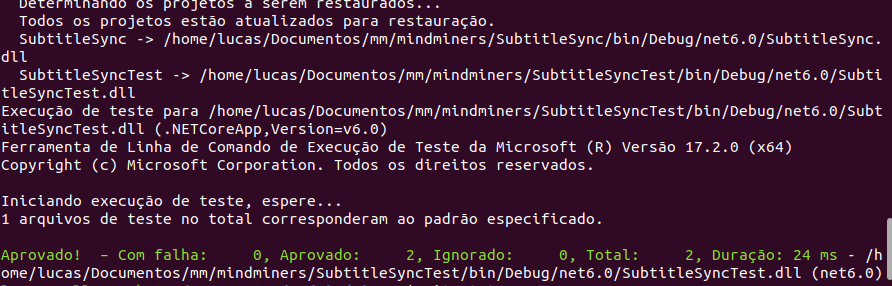 Determinando os projetos a serem restaurados...
Todos os projetos estão atualizados para restauração.
SubtitleSync -> /home/lucas/Documentos/mm/mindminers/SubtitleSync/bin/Debug/net6.0/SubtitleSync.
dll
SubtitleSyncTest -> /home/lucas/Documentos/mm/mindminers/SubtitleSyncTest/bin/Debug/net6.0/Subti
tleSyncTest.dll
Execução de teste para /home/lucas/Documentos/mm/mindminers/SubtitleSyncTest/bin/Debug/net6.0/Subt
itleSyncTest.dll (.NETCoreApp,Version=v6.0)
Ferramenta de Linha de Comando de Execução de Teste da Microsoft (R) Versão 17.2.0 (x64)
Copyright (c) Microsoft Corporation. Todos os direitos reservados.
Iniciando execução de teste, espere...
1 arquivos de teste no total corresponderam ao padrão especificado.
Aprovado!  – Com falha:     0, Aprovado:     2, Ignorado:     0, Total:     2, Duração: 24 ms - /h
ome/lucas/Documentos/mm/mindminers/SubtitleSyncTest/bin/Debug/net6.0/SubtitleSyncTest.dll (net6.0)